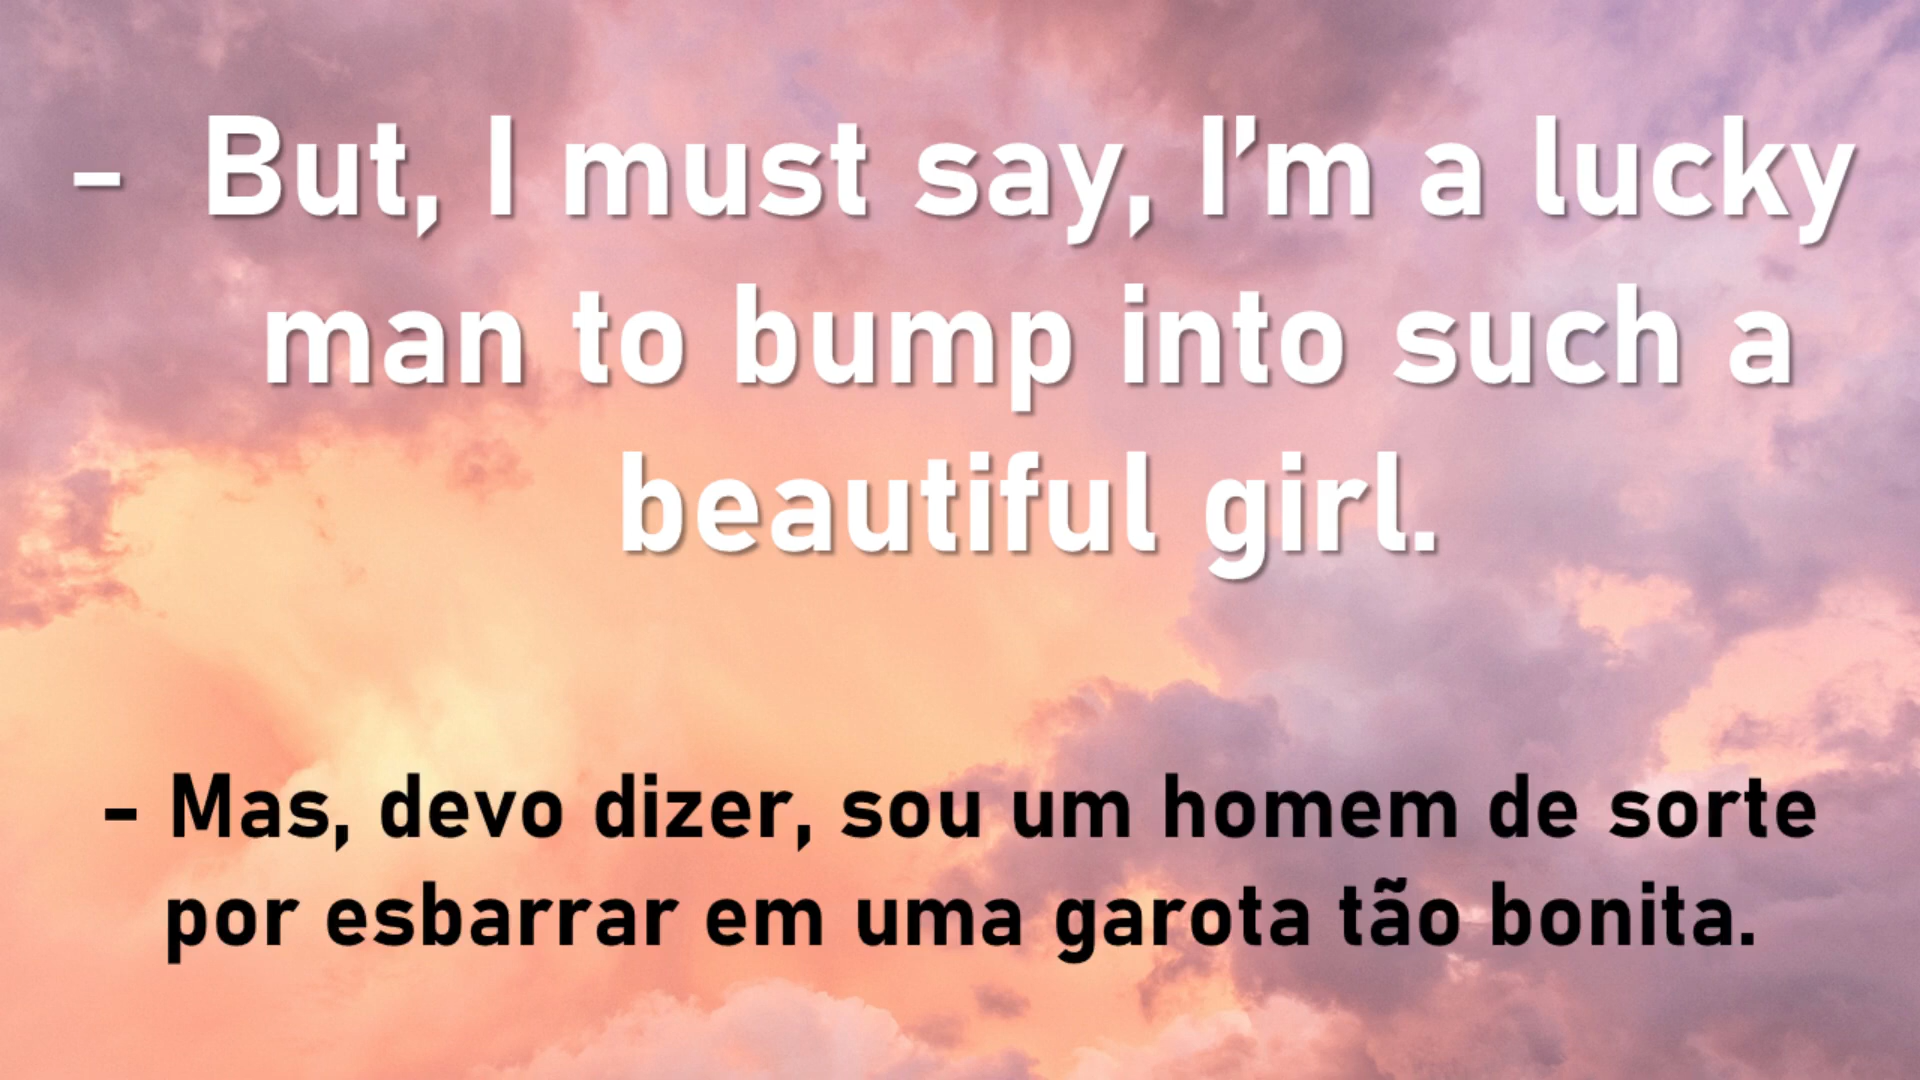 - But, I must say, I'm a lucky
man to bump into such a
beautiful girl.
- Mas, devo dizer, sou um homem de sorte
por esbarrar em uma garota tão bonita.